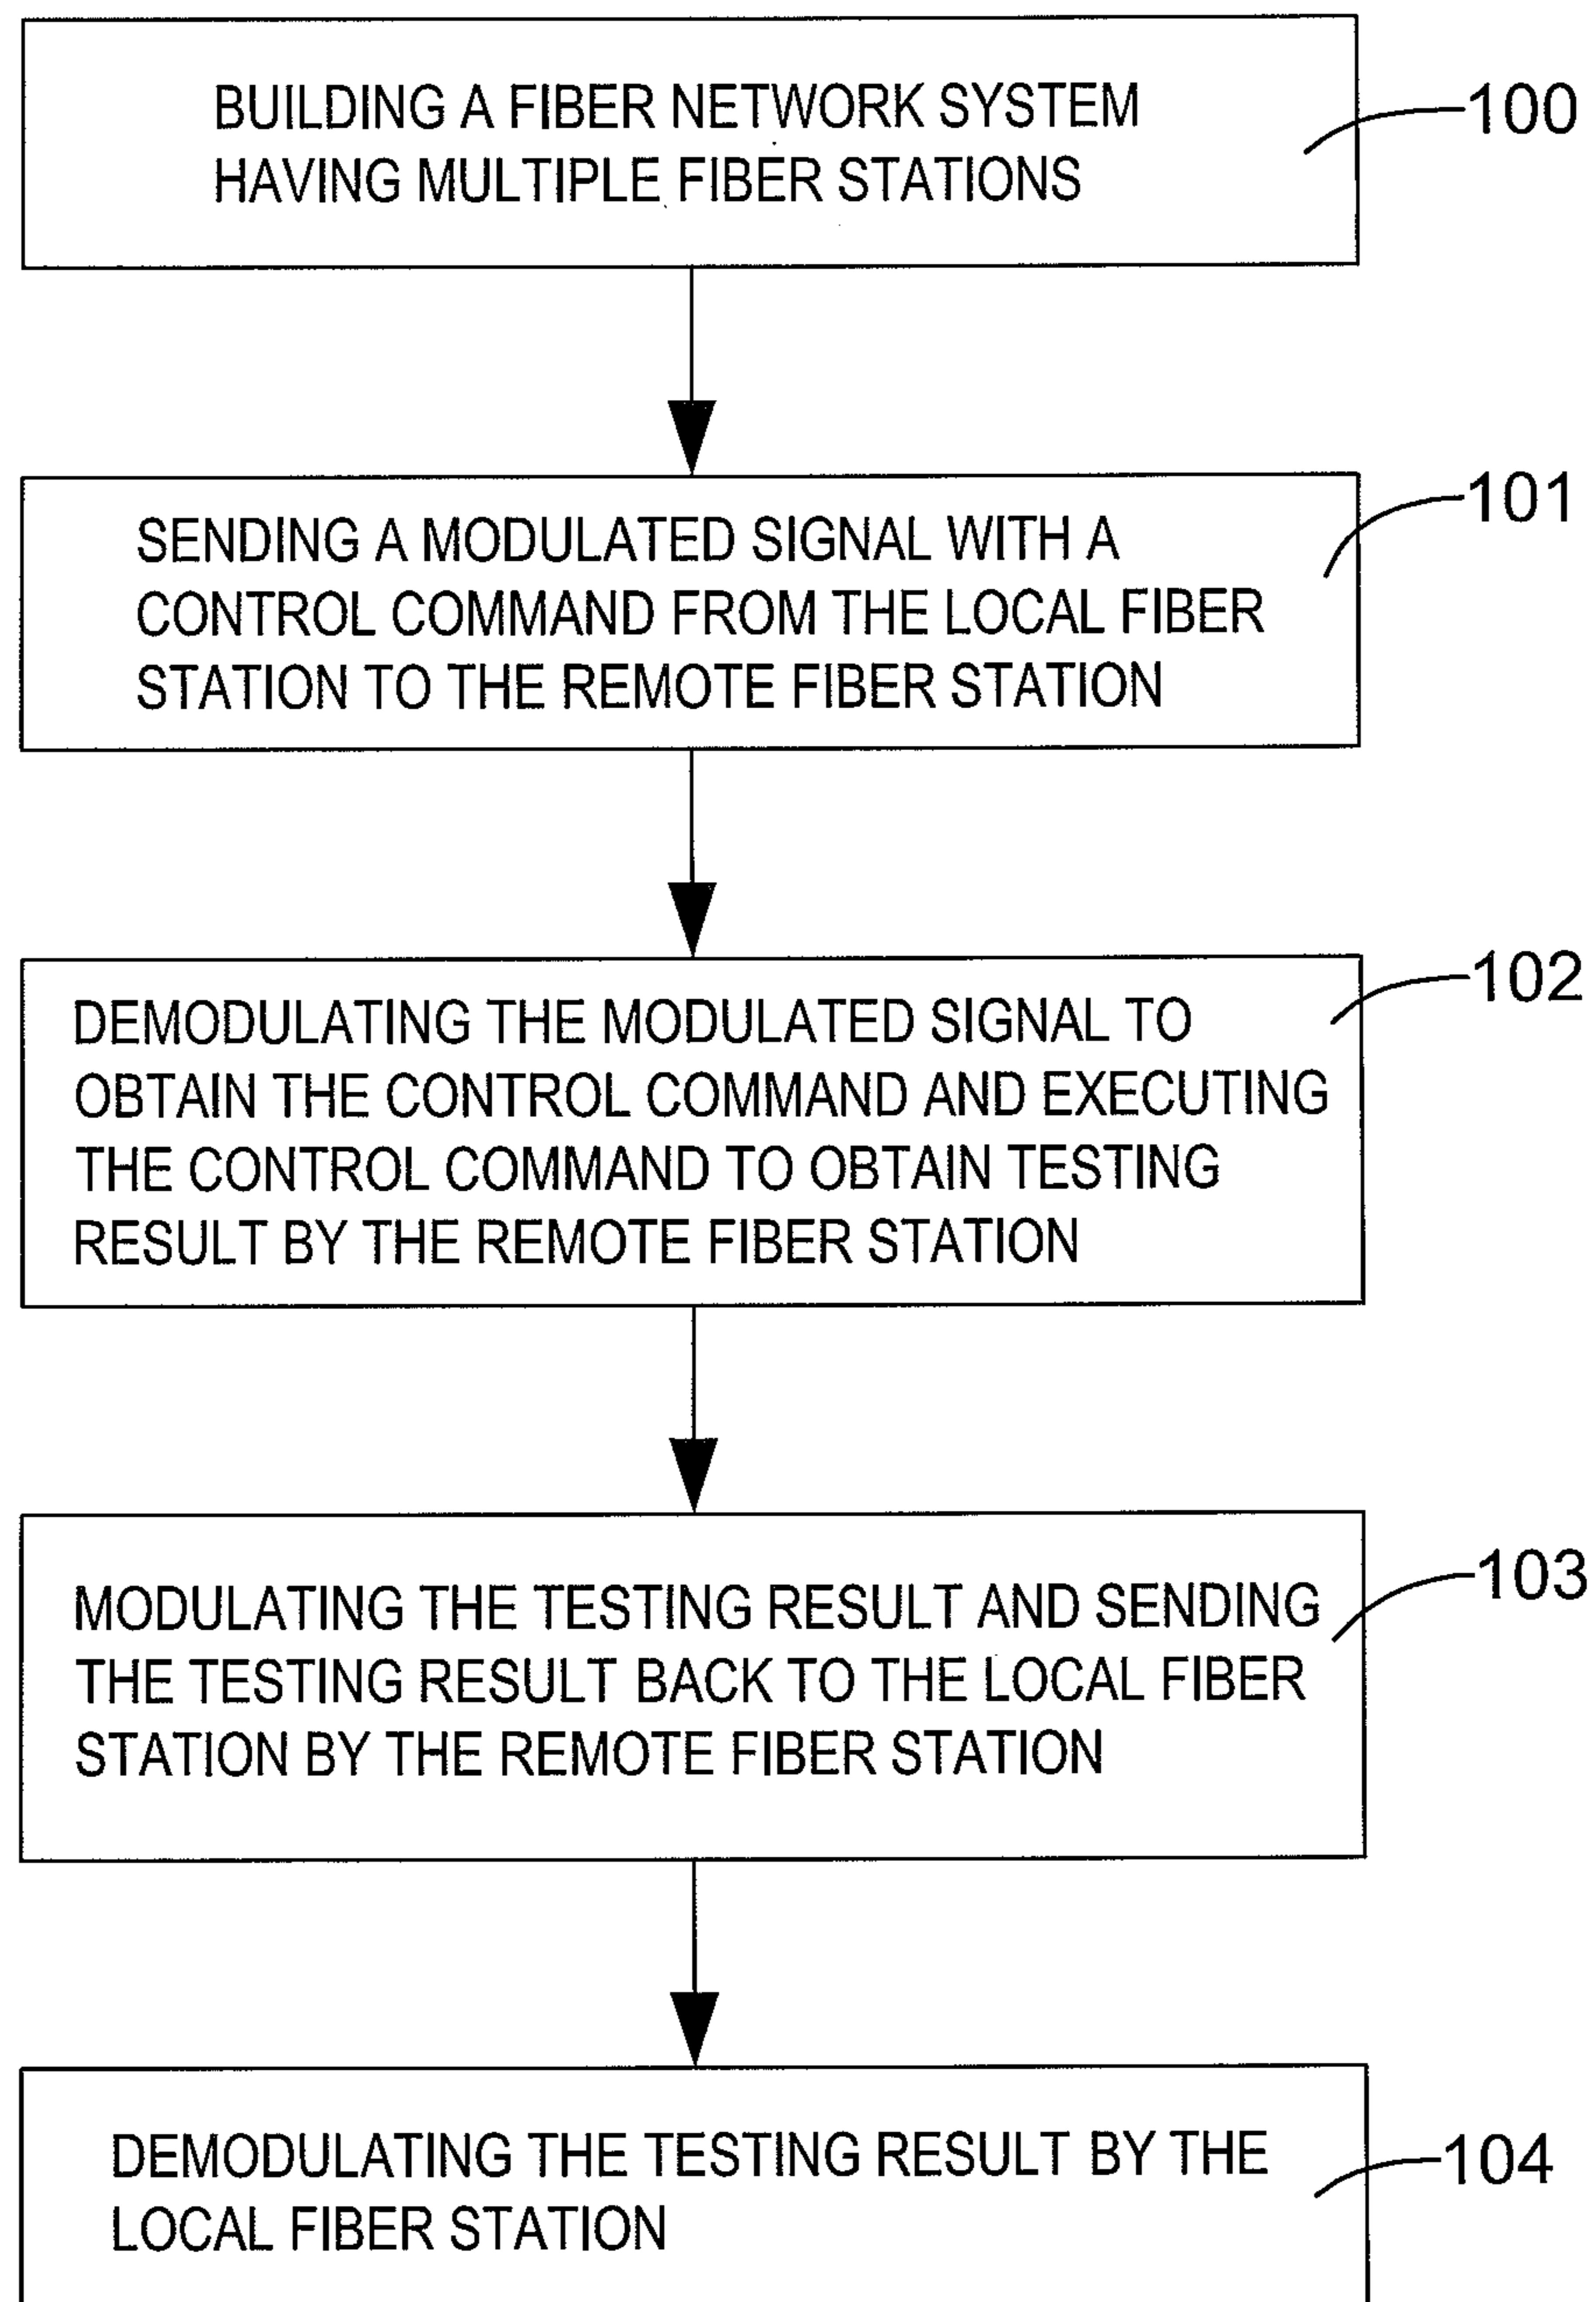 BUILDING A FIBER NETWORK SYSTEM
HAVING MULTIPLE FIBER STATIONS
100
SENDING A MODULATED SIGNAL WITH A
CONTROL COMMAND FROM THE LOCAL FIBER
STATION TO THE REMOTE FIBER STATION
101
DEMODULATING THE MODULATED SIGNAL TO
OBTAIN THE CONTROL COMMAND AND EXECUTING
THE CONTROL COMMAND TO OBTAIN TESTING
RESULT BY THE REMOTE FIBER STATION
102
MODULATING THE TESTING RESULT AND SENDING
THE TESTING RESULT BACK TO THE LOCAL FIBER
STATION BY THE REMOTE FIBER STATION
103
DEMODULATING THE TESTING RESULT BY THE
LOCAL FIBER STATION
104